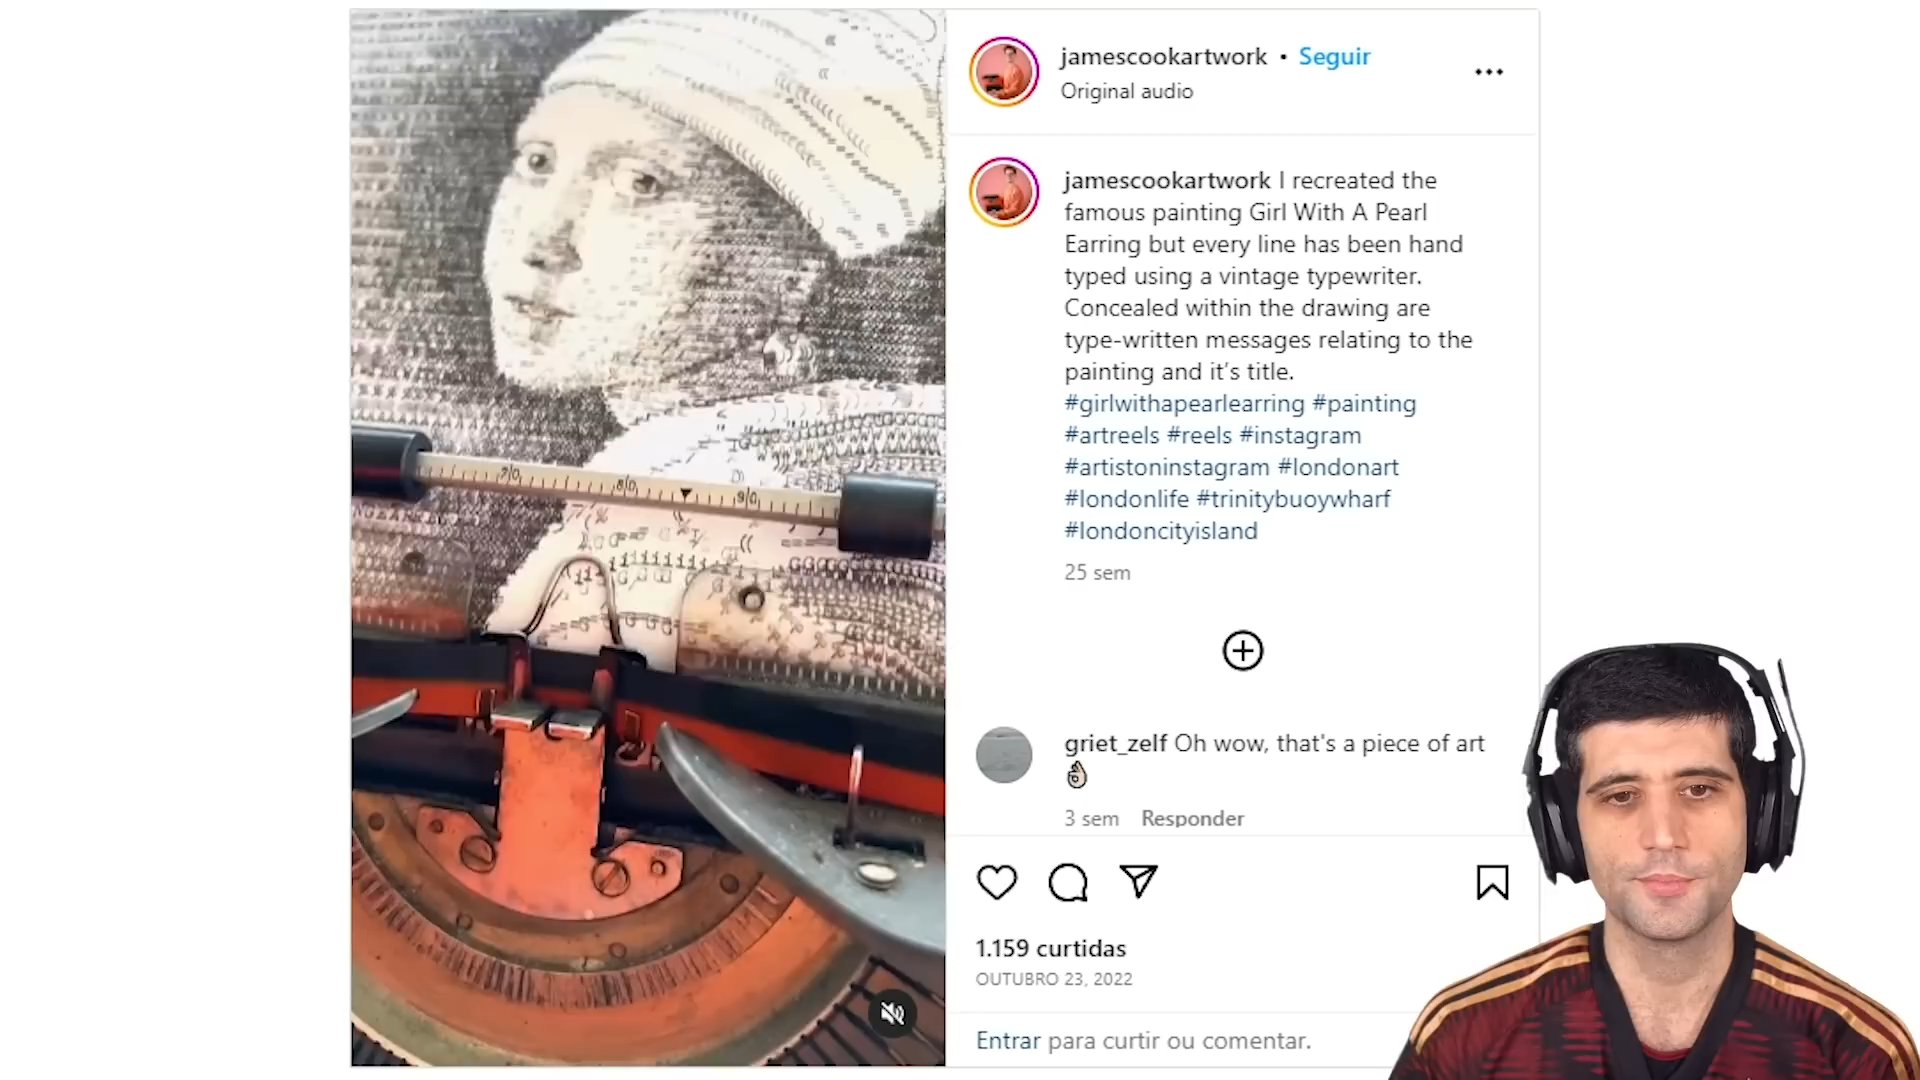 jamescookartwork • Seguir
Original audio
jamescookartwork I recreated the
famous painting Girl With A Pearl
Earring but every line has been hand
typed using a vintage typewriter.
Concealed within the drawing are
type-written messages relating to the
painting and it’s title.
#girlwithapearlearring #painting
#artreels #reels #instagram
#artistoninstagram #londonart
#londonlife #trinitybuoywharf
#londoncityisland
25 sem
griet_zelf Oh wow, that's a piece of art
👌🏻
3 sem Responder
1.159 curtidas
OUTUBRO 23, 2022
Entrar para curtir ou comentar.
70 80 90